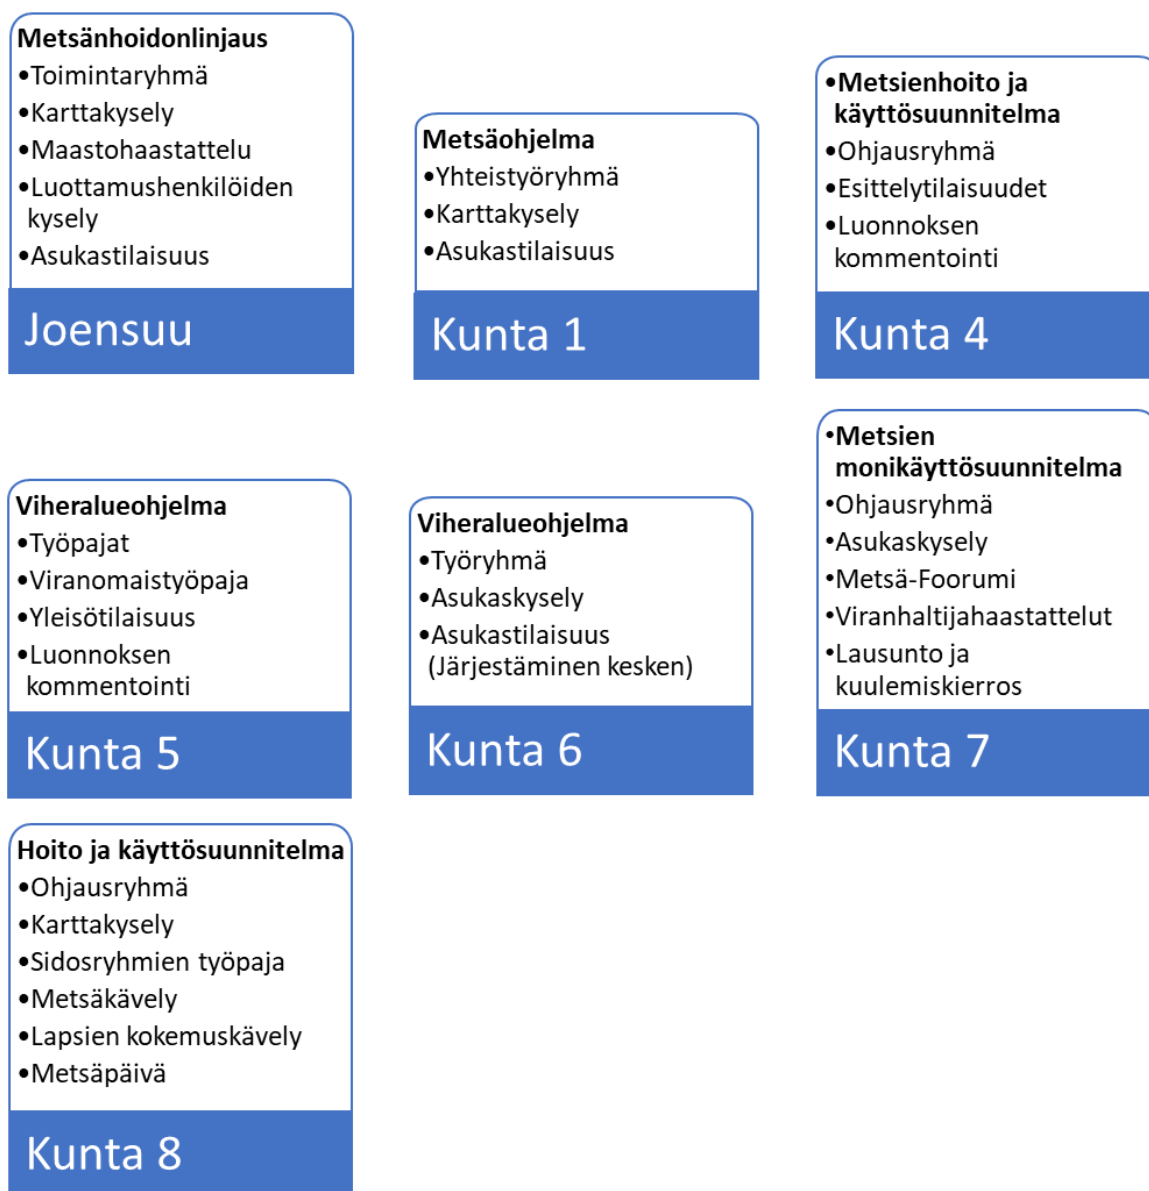 Metsänhoidonlinjaus
•Toimintaryhmä
•Karttakysely
•Maastohaastattelu
•Luottamushenkilöiden
kysely
•Asukastilaisuus
Joensuu
Metsäohjelma
•Yhteistyöryhmä
•Karttakysely
•Asukastilaisuus
Kunta 1
•Metsienhoito ja
käyttösuunnitelma
•Ohjausryhmä
•Esittelytilaisuudet
•Luonnoksen
kommentointi
Kunta 4
Viheralueohjelma
•Työpajat
•Viranomaistyöpaja
•Yleisötilaisuus
•Luonnoksen
kommentointi
Kunta 5
Viheralueohjelma
•Työryhmä
•Asukaskysely
•Asukastilaisuus
(Järjestäminen kesken)
Kunta 6
•Metsien
monikäyttösuunnitelma
•Ohjausryhmä
•Asukaskysely
•Metsä-Foorumi
•Viranhaltijahaastattelut
•Lausunto ja
kuulemiskierros
Kunta 7
Hoito ja käyttösuunnitelma
•Ohjausryhmä
•Karttakysely
•Sidosryhmien työpaja
•Metsäkävely
•Lapsien kokemuskävely
•Metsäpäivä
Kunta 8